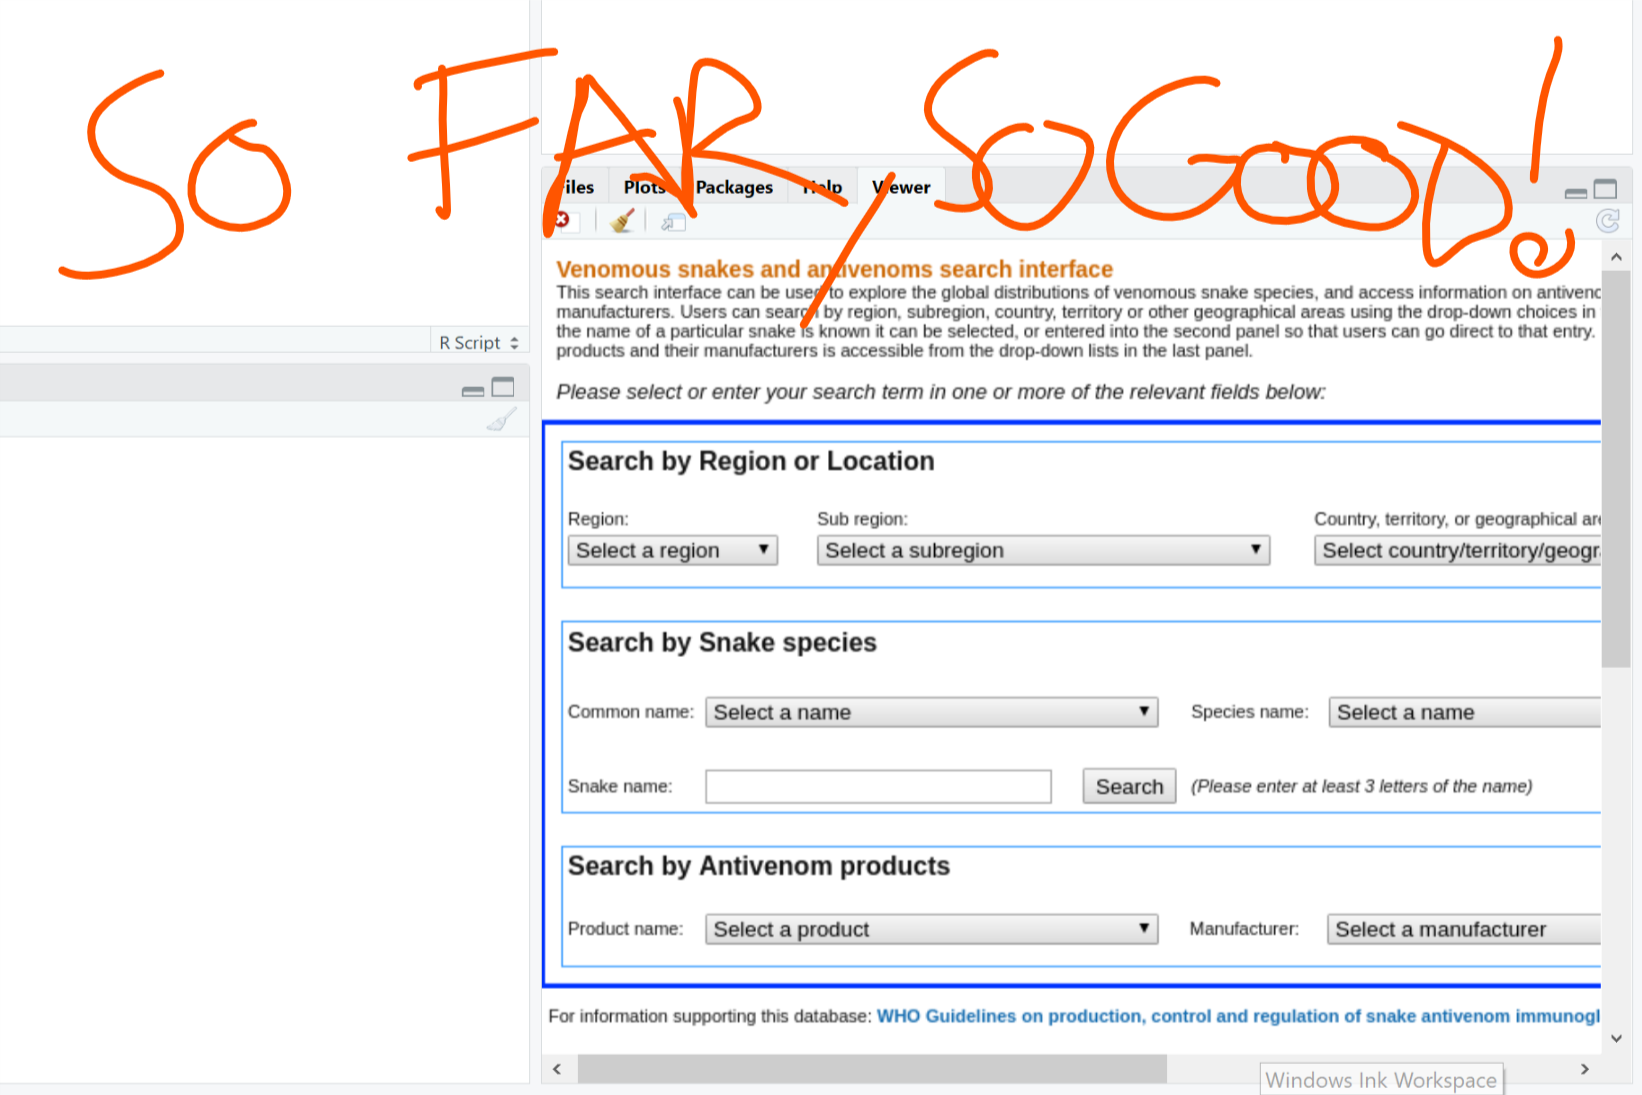 So FAR, So GOOD!
Files Plots Packages Help Viewer
Venomous snakes and antivenoms search interface
This search interface can be used to explore the global distributions of venomous snake species, and access information on antivenc
manufacturers. Users can search by region, subregion, country, territory or other geographical areas using the drop-down choices in
the name of a particular snake is known it can be selected, or entered into the second panel so that users can go direct to that entry.
products and their manufacturers is accessible from the drop-down lists in the last panel.
R Script
Please select or enter your search term in one or more of the relevant fields below:
Search by Region or Location
Region: Sub region: Country, territory, or geographical are
Select a region Select a subregion Select country/territory/geogr
Search by Snake species
Common name: Select a name Species name: Select a name
Snake name: Search (Please enter at least 3 letters of the name)
Search by Antivenom products
Product name: Select a product Manufacturer: Select a manufacturer
For information supporting this database: WHO Guidelines on production, control and regulation of snake antivenom immunogl
Windows Ink Workspace